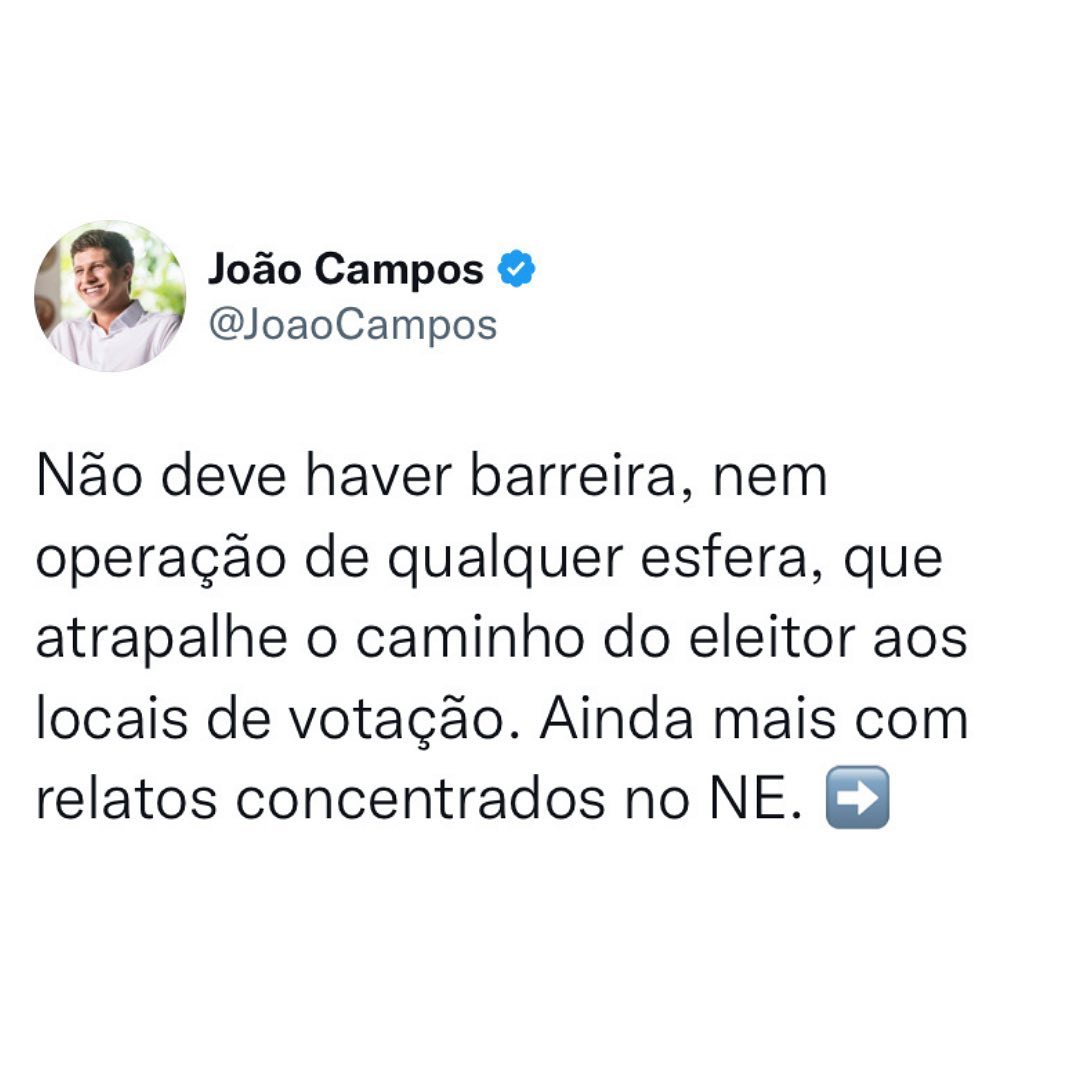 João Campos
@JoaoCampos
Não deve haver barreira, nem
operação de qualquer esfera, que
atrapalhe o caminho do eleitor aos
locais de votação. Ainda mais com
relatos concentrados no NE. ➡️